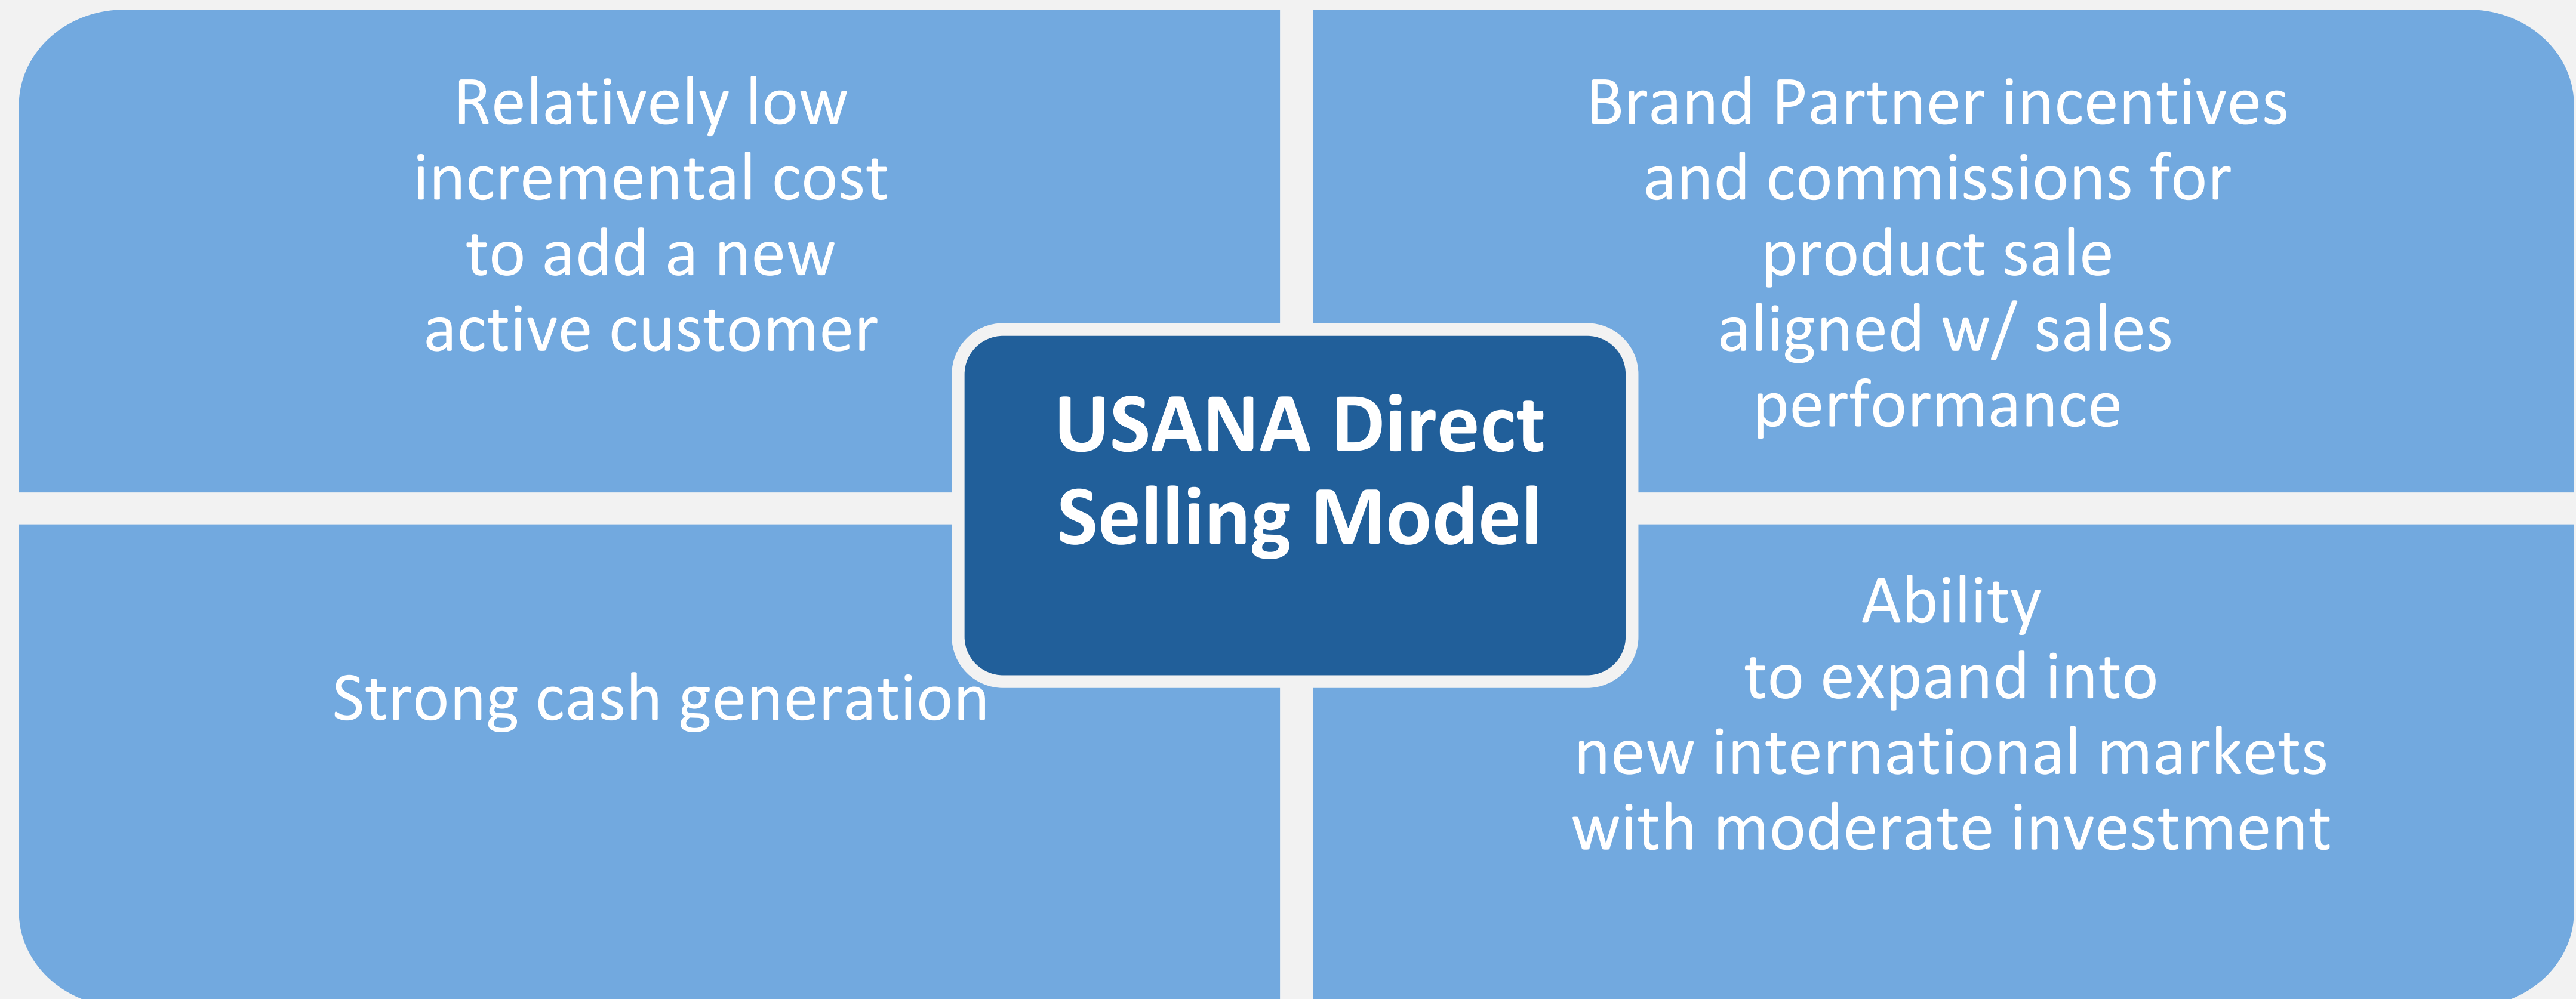 Relatively low
incremental cost
to add a new
active customer
Brand Partner incentives
and commissions for
product sale
aligned w/ sales
performance
USANA Direct
Selling Model
Strong cash generation
Ability
to expand into
new international markets
with moderate investment